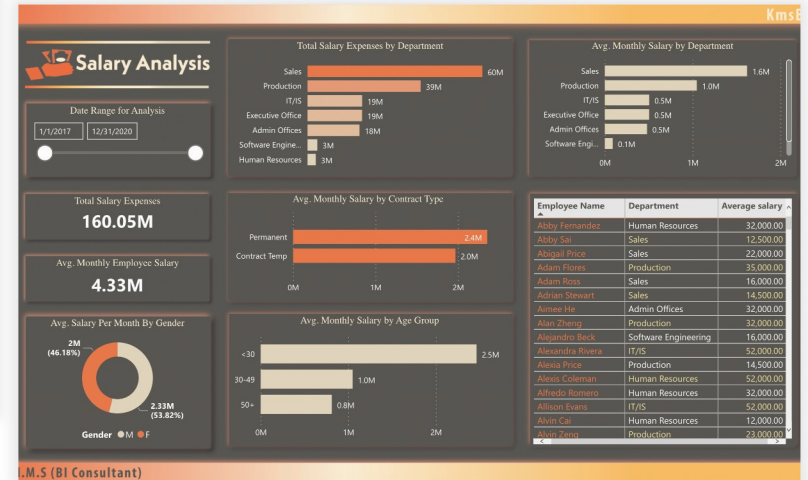 KmsE
Salary Analysis
Date Range for Analysis
1/1/2017 12/31/2020
Total Salary Expenses
160.05M
Avg. Monthly Employee Salary
4.33M
Avg. Salary Per Month By Gender
2M
(46.18%)
2.33M
(53.82%)
Gender M F
Total Salary Expenses by Department
Sales 60M
Production 39M
IT/IS 19M
Executive Office 19M
Admin Offices 18M
Software Engine... 3M
Human Resources 3M
Avg. Monthly Salary by Contract Type
Permanent 2.4M
Contract Temp 2.0M
0M 1M 2M
Avg. Monthly Salary by Age Group
<30 2.5M
30-49 1.0M
50+ 0.8M
0M 1M 2M
Avg. Monthly Salary by Department
Sales 1.6M
Production 1.0M
IT/IS 0.5M
Executive Office 0.5M
Admin Offices 0.5M
Software Engi... 0.1M
0M 1M 2M
Employee Name Department Average salary
Abby Fernandez Human Resources 32,000.00
Abby Sai Sales 12,500.00
Abigail Price Sales 22,000.00
Adam Flores Production 35,000.00
Adam Ross Sales 16,000.00
Adrian Stewart Sales 14,500.00
Aimee He Admin Offices 32,000.00
Alan Zheng Production 32,000.00
Alejandro Beck Software Engineering 16,000.00
Alexandra Rivera IT/IS 52,000.00
Alexia Price Production 14,500.00
Alexis Coleman Human Resources 52,000.00
Alfredo Romero Human Resources 32,000.00
Allison Evans IT/IS 52,000.00
Alvin Cai Human Resources 12,000.00
Alvin Zeng Production 23,000.00
I.M.S (BI Consultant)